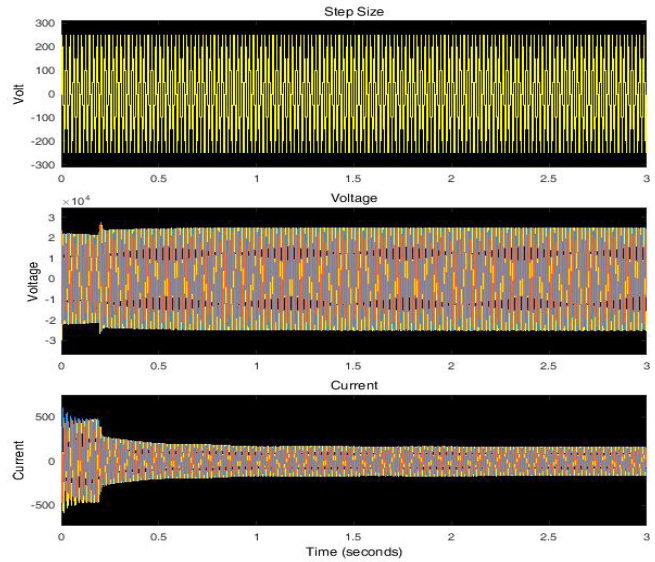 Step Size
300
200
100
0
-100
-200
-300
Volt
0 0.5 1 1.5 2 2.5 3
× 10⁴
Voltage
3
2
1
0
-1
-2
-3
Voltage
0 0.5 1 1.5 2 2.5 3
Current
500
0
-500
Current
0 0.5 1 1.5 2 2.5 3
Time (seconds)